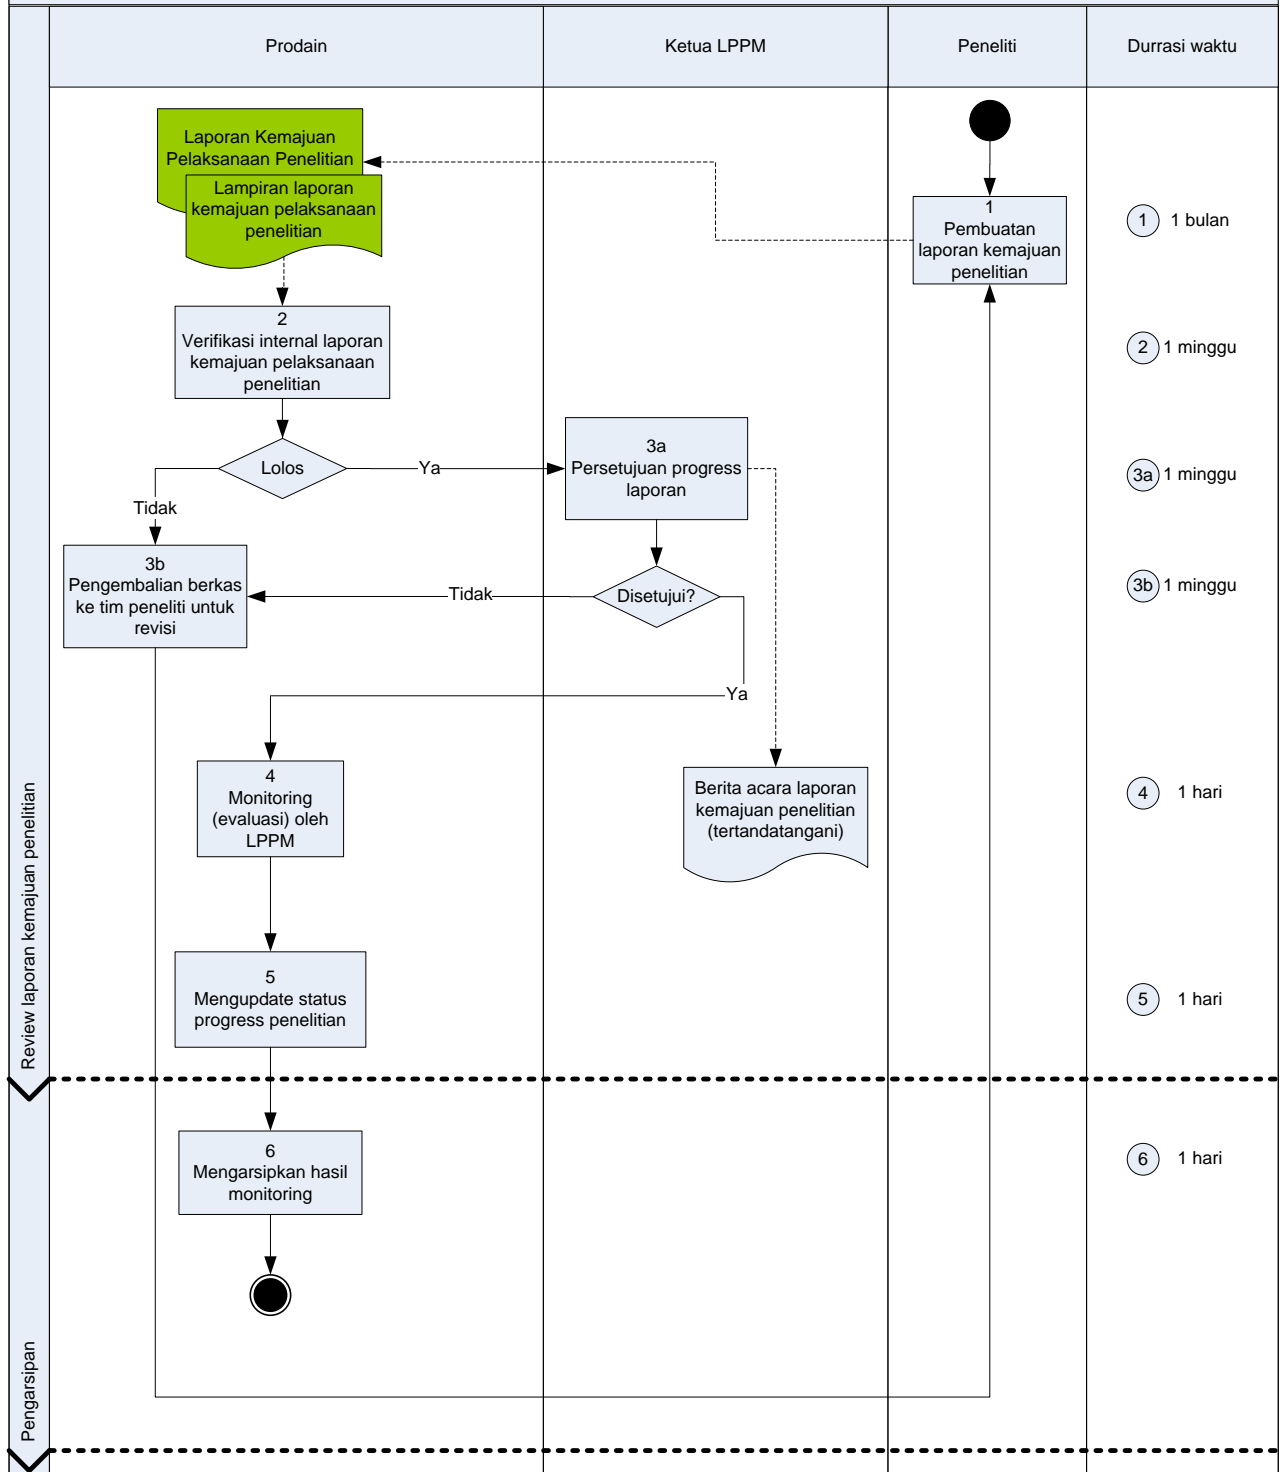 Prodain
Ketua LPPM
Peneliti
Durrasi waktu
Laporan Kemajuan
Pelaksanaan Penelitian
Lampiran laporan
kemajuan pelaksanaan
penelitian
1
Pembuatan
laporan kemajuan
penelitian
1 1 bulan
2
Verifikasi internal laporan
kemajuan pelaksanaan
penelitian
2 1 minggu
Lolos
Ya
Tidak
3a
Persetujuan progress
laporan
3a 1 minggu
3b
Pengembalian berkas
ke tim peneliti untuk
revisi
Tidak
Disetujui?
Ya
3b 1 minggu
4
Monitoring
(evaluasi) oleh
LPPM
Berita acara laporan
kemajuan penelitian
(tertandatangani)
4 1 hari
5
Mengupdate status
progress penelitian
5 1 hari
Review laporan kemajuan penelitian
6
Mengarsipkan hasil
monitoring
6 1 hari
Pengarsipan